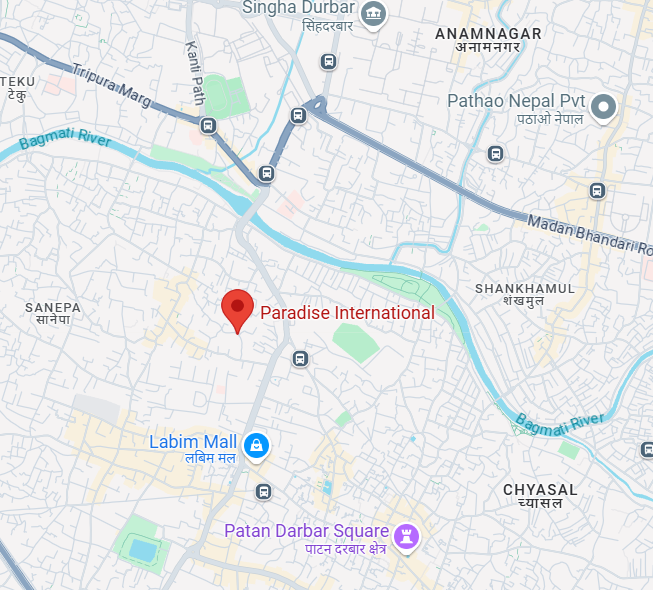 Singha Durbar
सिंहदरबार
ANAMNAGAR
अनामनगर
TEKU
टेकु
Kanti Path
Tripura Marg
Pathao Nepal Pvt
पठाओ नेपाल
Bagmati River
Madan Bhandari Ro
SHANKHAMUL
शंखमुल
SANEPA
सानेपा
Paradise International
Bagmati River
Labim Mall
लबिम मल
CHYASAL
च्यासल
Patan Darbar Square
पाटन दरबार क्षेत्र